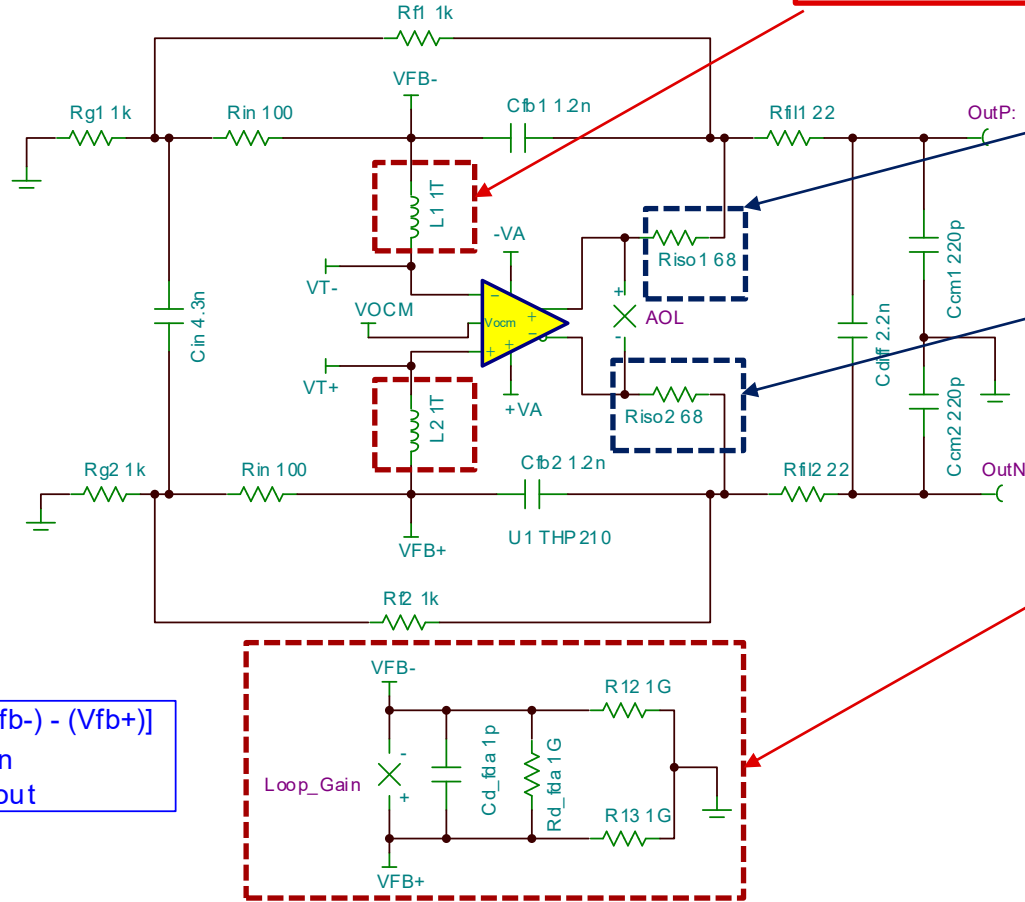 Rf1 1k
VFB-
Cfb1 1.2n
Rg1 1k
Rin 100
Rfil1 22
OutP:
L1 1T
-VA
Riso1 68
Ccm1 220p
VT-
VOCM
Vocm
+
-
AOL
Cin 4.3n
Cdiff 2.2n
VT+
+VA
L2 1T
Riso2 68
Ccm2 220p
Cfb2 1.2n
Rg2 1k
Rin 100
Rfil2 22
OutN
VFB+
U1 THP210
Rf2 1k
VFB-
R12 1G
fb-) - (Vfb+)]
n
out
Loop_Gain
-
+
Cd_fda 1p
Rd_fda 1G
R13 1G
VFB+